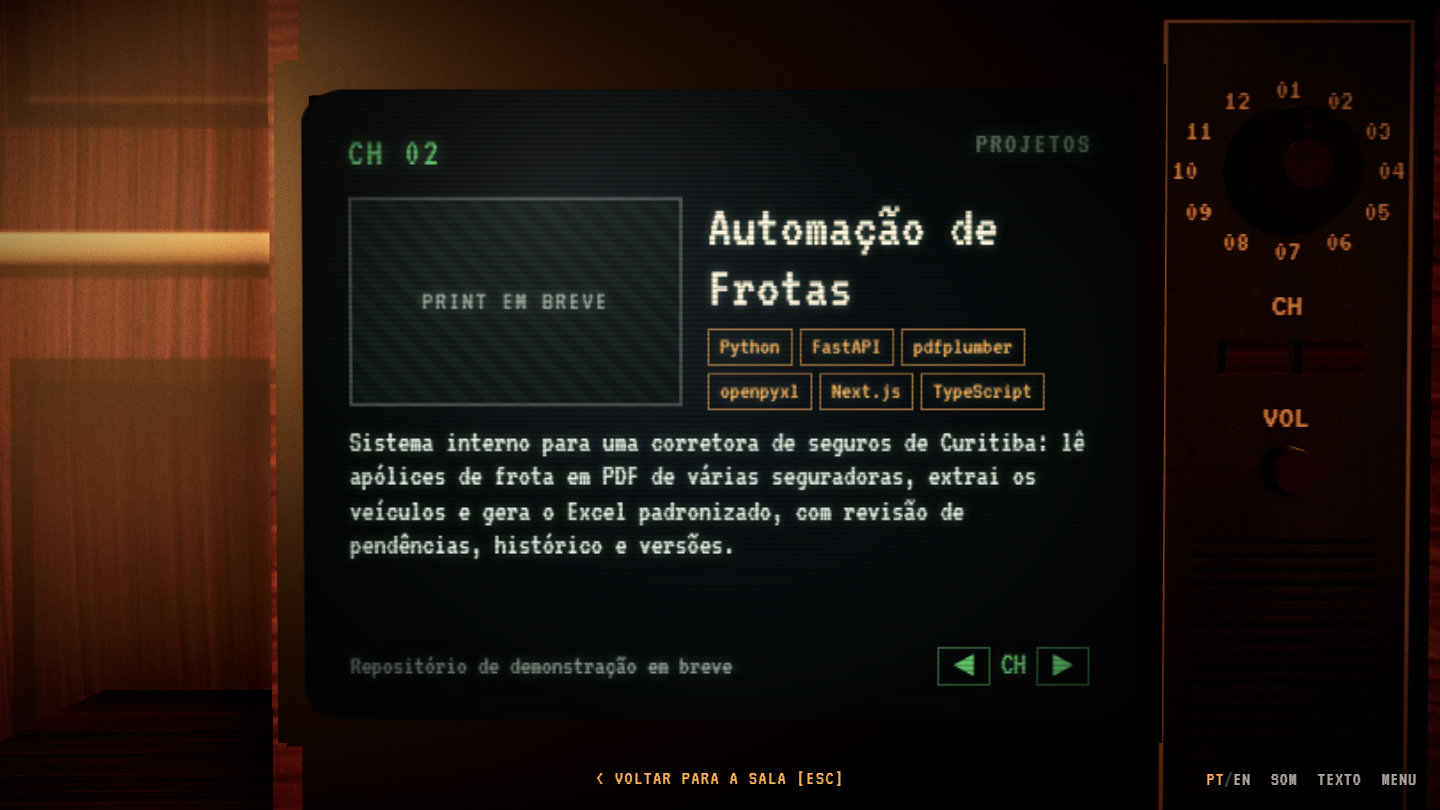 CH 02
PROJETOS
PRINT EM BREVE
Automação de
Frotas
Python
FastAPI
pdfplumber
openpyxl
Next.js
TypeScript
Sistema interno para uma corretora de seguros de Curitiba: lê
apólices de frota em PDF de várias seguradoras, extrai os
veículos e gera o Excel padronizado, com revisão de
pendências, histórico e versões.
Repositório de demonstração em breve
◀ CH ▶
01
02
03
04
05
06
07
08
09
10
11
12
CH
VOL
< VOLTAR PARA A SALA [ESC]
PT/EN SOM TEXTO MENU